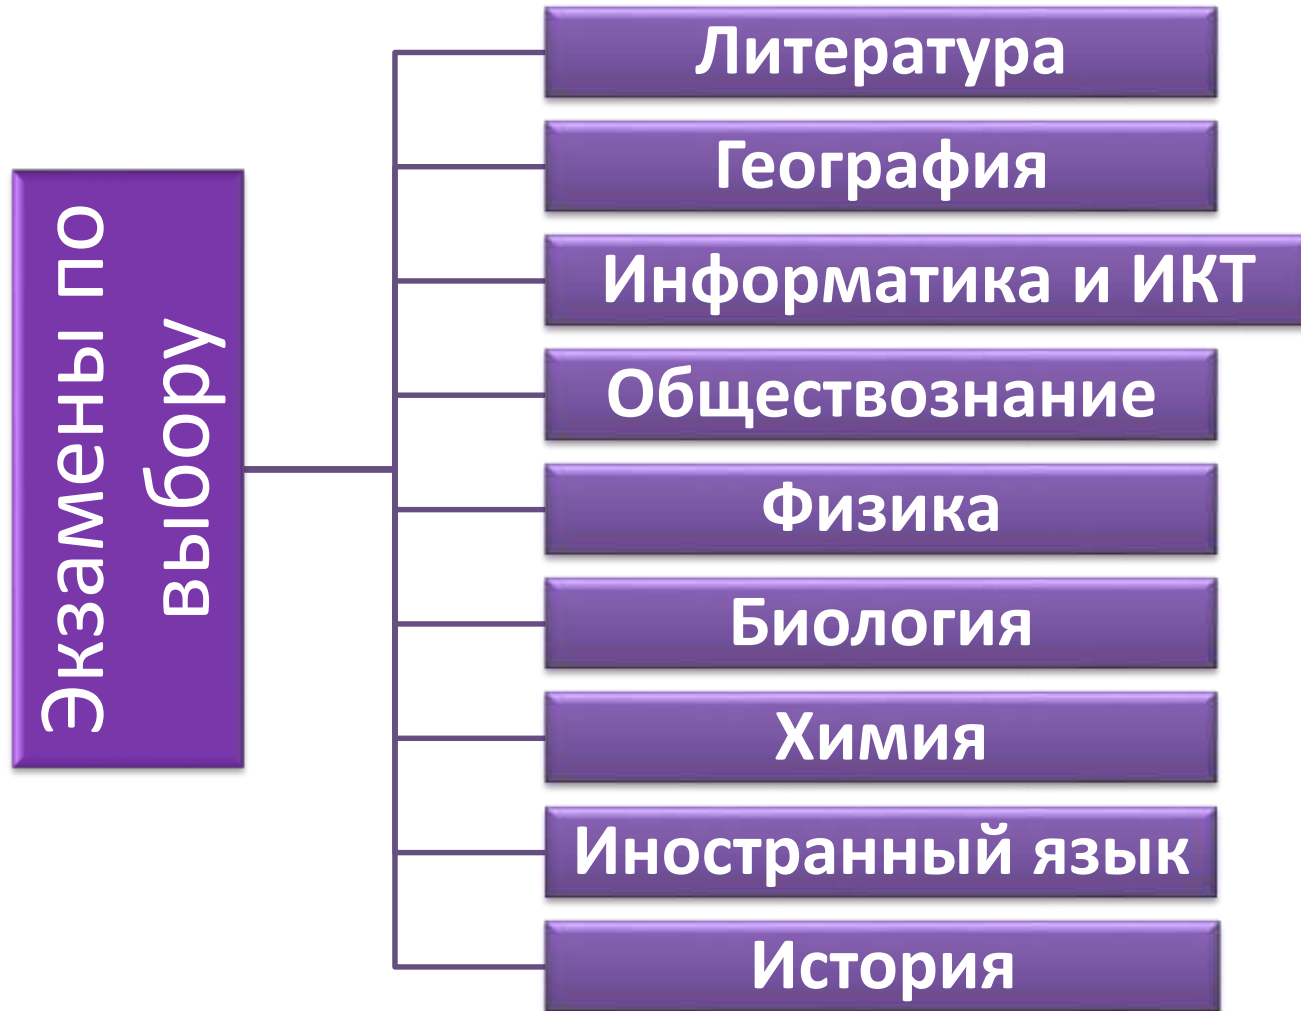 Экзамены по
выбору
Литература
География
Информатика и ИКТ
Обществознание
Физика
Биология
Химия
Иностранный язык
История